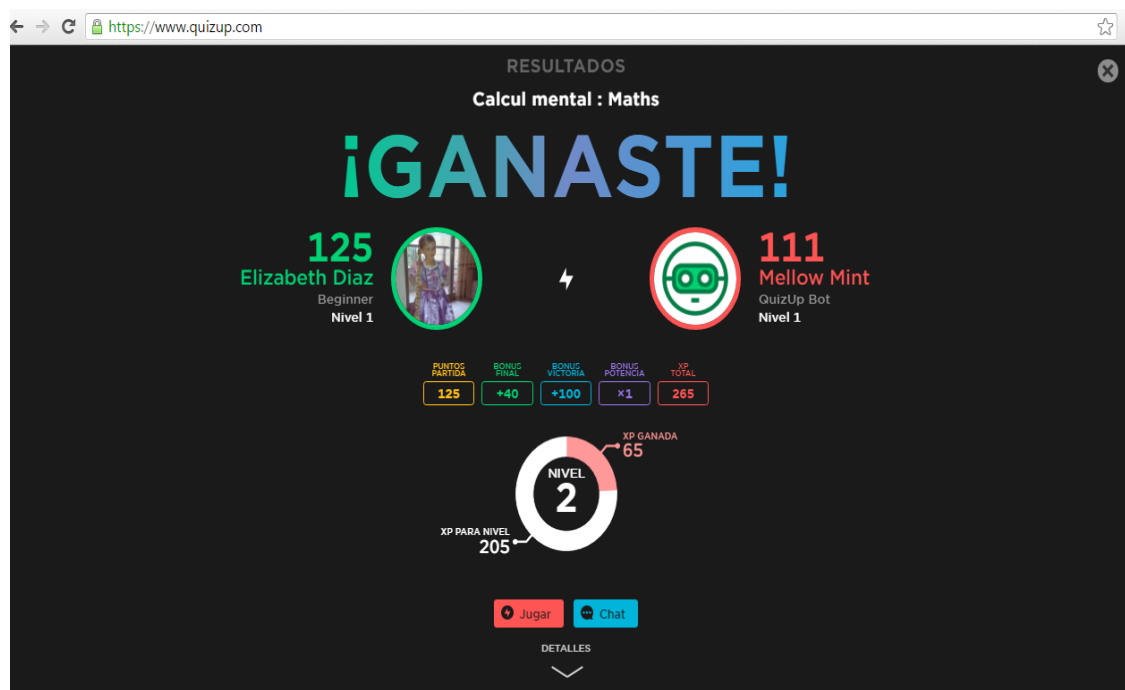 https://www.quizup.com
RESULTADOS
Calcul mental : Maths
¡GANASTE!
125
Elizabeth Diaz
Beginner
Nivel 1
111
Mellow Mint
QuizUp Bot
Nivel 1
PUNTOS PARTIDA
BONUS FINAL
BONUS VICTORIA
BONUS POTENCIA
XP TOTAL
125
+40
+100
×1
265
XP GANADA
65
NIVEL
2
XP PARA NIVEL
205
Jugar
Chat
DETALLES